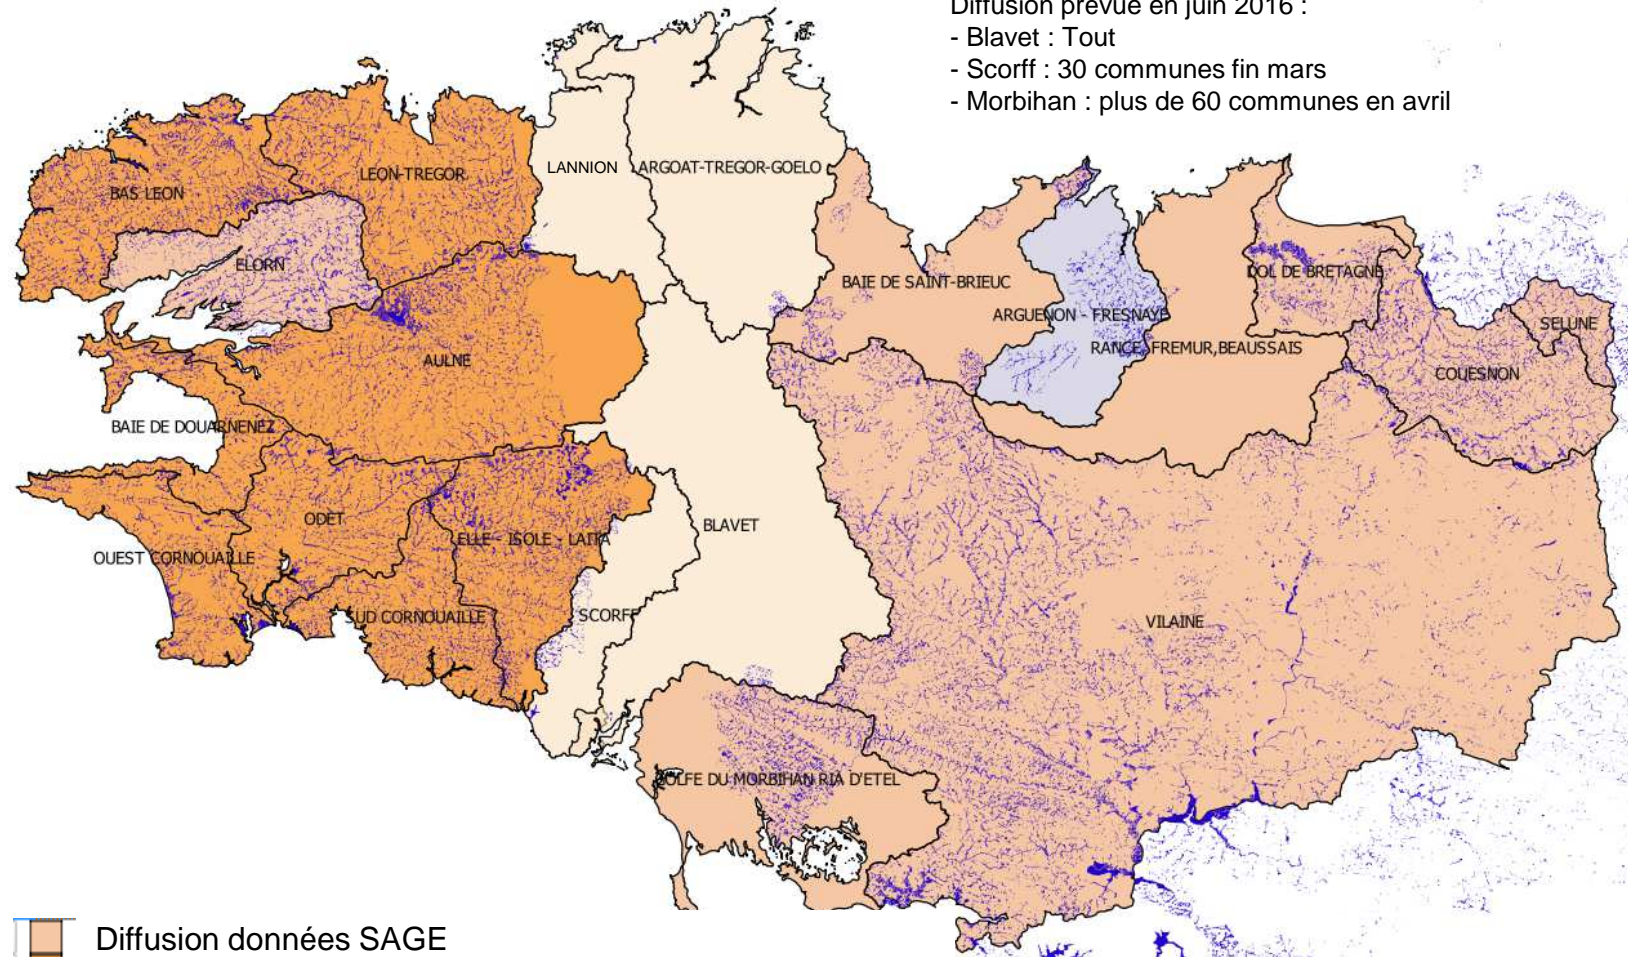 Diffusion prévue en juin 2016 :
- Blavet : Tout
- Scorff : 30 communes fin mars
- Morbihan : plus de 60 communes en avril
LANNION
ARGOAT-TREGOR-GOELO
LEON-TREGOR
BAS LEON
ELORN
BAIE DE SAINT-BRIEUC
DOL DE BRETAGNE
ARGUENON - FRESNAYE
SELUNE
RANCE, FREMUR,BEAUSSAIS
AULNE
COUESNON
BAIE DE DOUARNENEZ
ODET
BLAVET
ELLE - ISOLE - LAITA
OUEST CORNOUAILLE
SUD CORNOUAILLE
SCORFF
VILAINE
GOLFE DU MORBIHAN RIA D'ETEL
Diffusion données SAGE